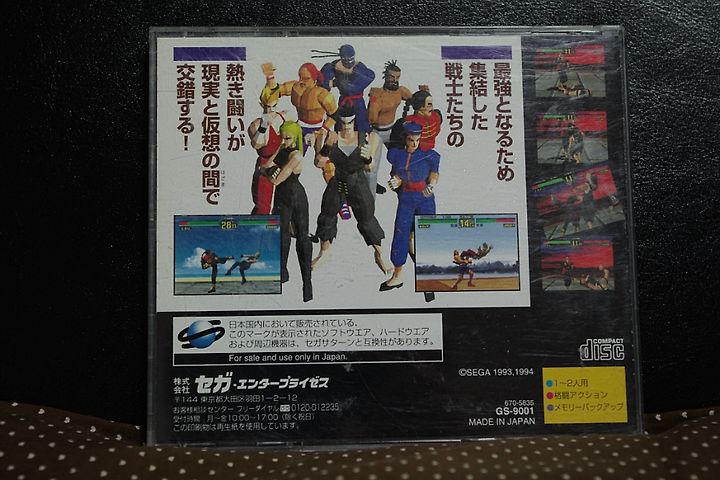 最強となるため
集結した
戦士たちの
熱き闘いが
現実と仮想の間で
交錯する!
28
14
日本国内において販売されている、
このマークが表示されたソフトウエア、ハードウエア
および周辺機器は、セガサターンと互換性があります。
For sale and use only in Japan.
COMPACT
disc
©SEGA 1993,1994
株式会社 セガ・エンタープライゼス
〒144 東京都大田区羽田1-2-12
お客様相談センター フリーダイヤル 0120-012235
受付時間 月〜金10:00〜17:00(除く祝日)
この印刷物は再生紙を使用しています。
670-5835
GS-9001
MADE IN JAPAN
1〜2人用
格闘アクション
メモリーバックアップ